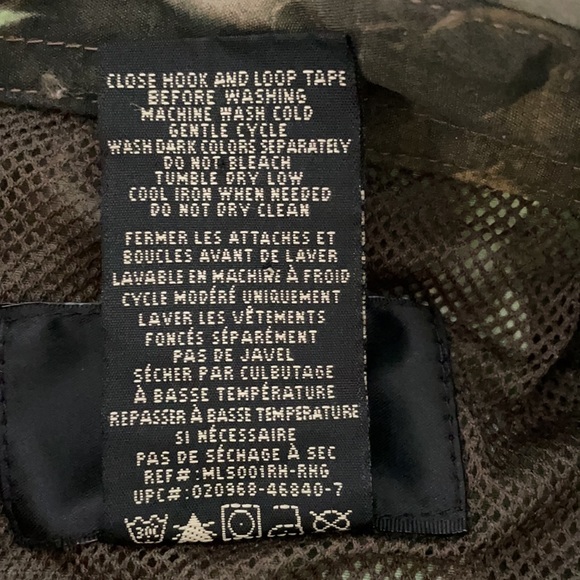 CLOSE HOOK AND LOOP TAPE
BEFORE WASHING
MACHINE WASH COLD
GENTLE CYCLE
WASH DARK COLORS SEPARATELY
DO NOT BLEACH
TUMBLE DRY LOW
COOL IRON WHEN NEEDED
DO NOT DRY CLEAN
FERMER LES ATTACHES ET
BOUCLES AVANT DE LAVER
LAVABLE EN MACHINE À FROID
CYCLE MODÉRÉ UNIQUEMENT
LAVER LES VÊTEMENTS
FONCÉS SÉPARÉMENT
PAS DE JAVEL
SÉCHER PAR CULBUTAGE
À BASSE TEMPÉRATURE
REPASSER À BASSE TEMPERATURE
SI NÉCESSAIRE
PAS DE SÉCHAGE À SEC
REF#: MLS001RH-RHG
UPC#: 020968-46840-7
30C